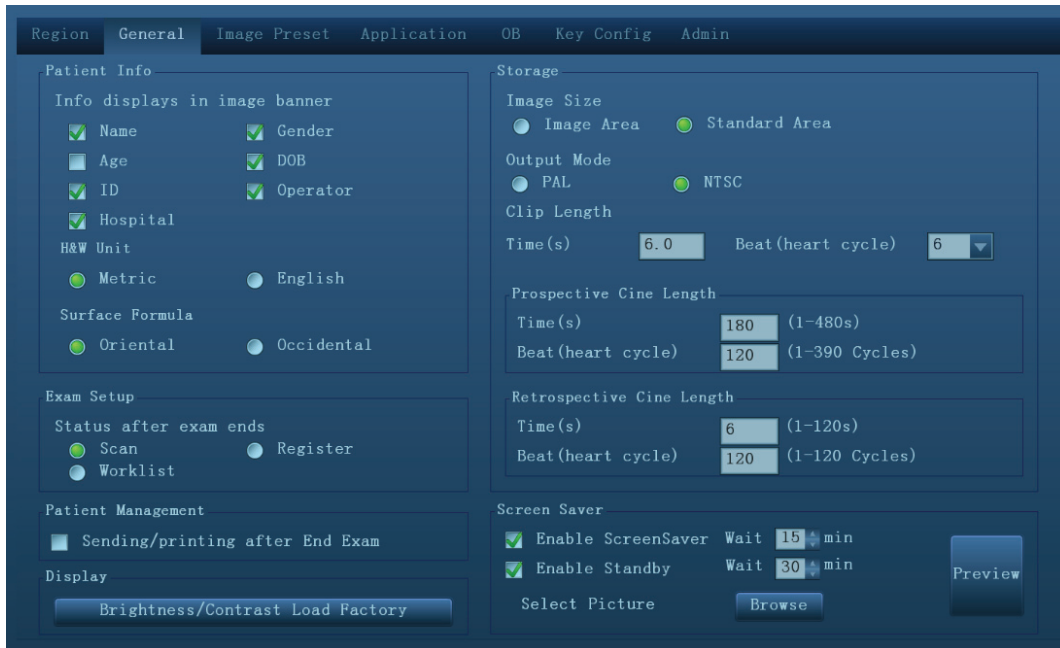 Region General Image Preset Application OB Key Config Admin
Patient Info
Info displays in image banner
Name Gender
Age DOB
ID Operator
Hospital
H&W Unit
Metric English
Surface Formula
Oriental Occidental
Exam Setup
Status after exam ends
Scan Register
Worklist
Patient Management
Sending/printing after End Exam
Display
Brightness/Contrast Load Factory
Storage
Image Size
Image Area Standard Area
Output Mode
PAL NTSC
Clip Length
Time(s) 6.0 Beat(heart cycle) 6
Prospective Cine Length
Time(s) 180 (1-480s)
Beat(heart cycle) 120 (1-390 Cycles)
Retrospective Cine Length
Time(s) 6 (1-120s)
Beat(heart cycle) 120 (1-120 Cycles)
Screen Saver
Enable ScreenSaver Wait 15 min
Enable Standby Wait 30 min
Select Picture Browse
Preview